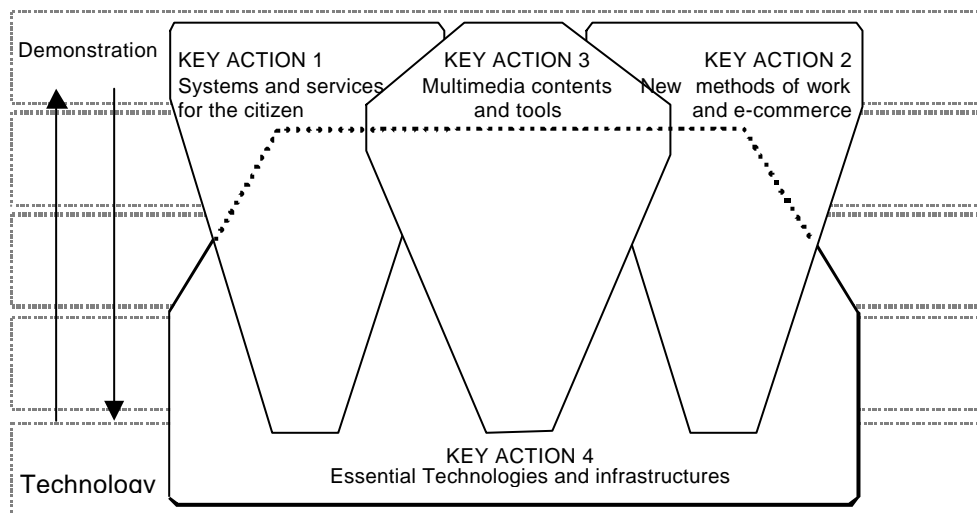 Demonstration
KEY ACTION 1
Systems and services
for the citizen
KEY ACTION 3
Multimedia contents
and tools
KEY ACTION 2
New methods of work
and e-commerce
KEY ACTION 4
Essential Technologies and infrastructures
Technology